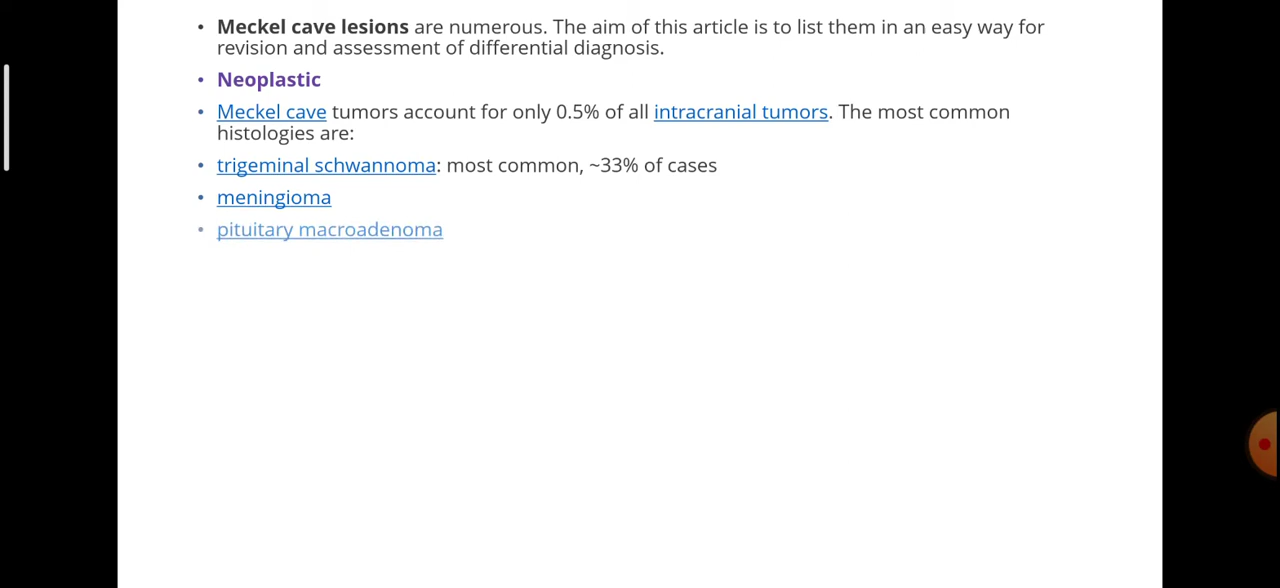 • Meckel cave lesions are numerous. The aim of this article is to list them in an easy way for
revision and assessment of differential diagnosis.
• Neoplastic
• Meckel cave tumors account for only 0.5% of all intracranial tumors. The most common
histologies are:
• trigeminal schwannoma: most common, ~33% of cases
• meningioma
• pituitary macroadenoma